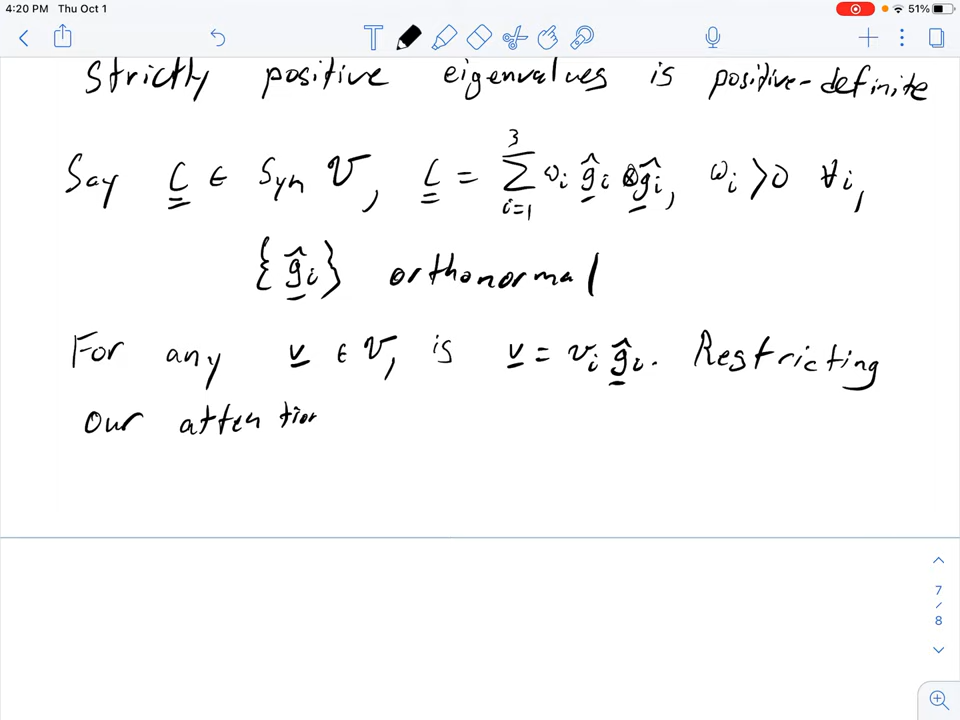 4:20 PM Thu Oct 1
51%
T
Strictly positive eigenvalues is positive-definite
Say C ∈ Sym V, C = 3 Σ i=1 ωi ĝi ⊗ ĝi, ωi > 0 ∀i,
{ĝi} orthonormal
For any v ∈ V, is v = vi ĝi. Restricting
our attention
7
/
8